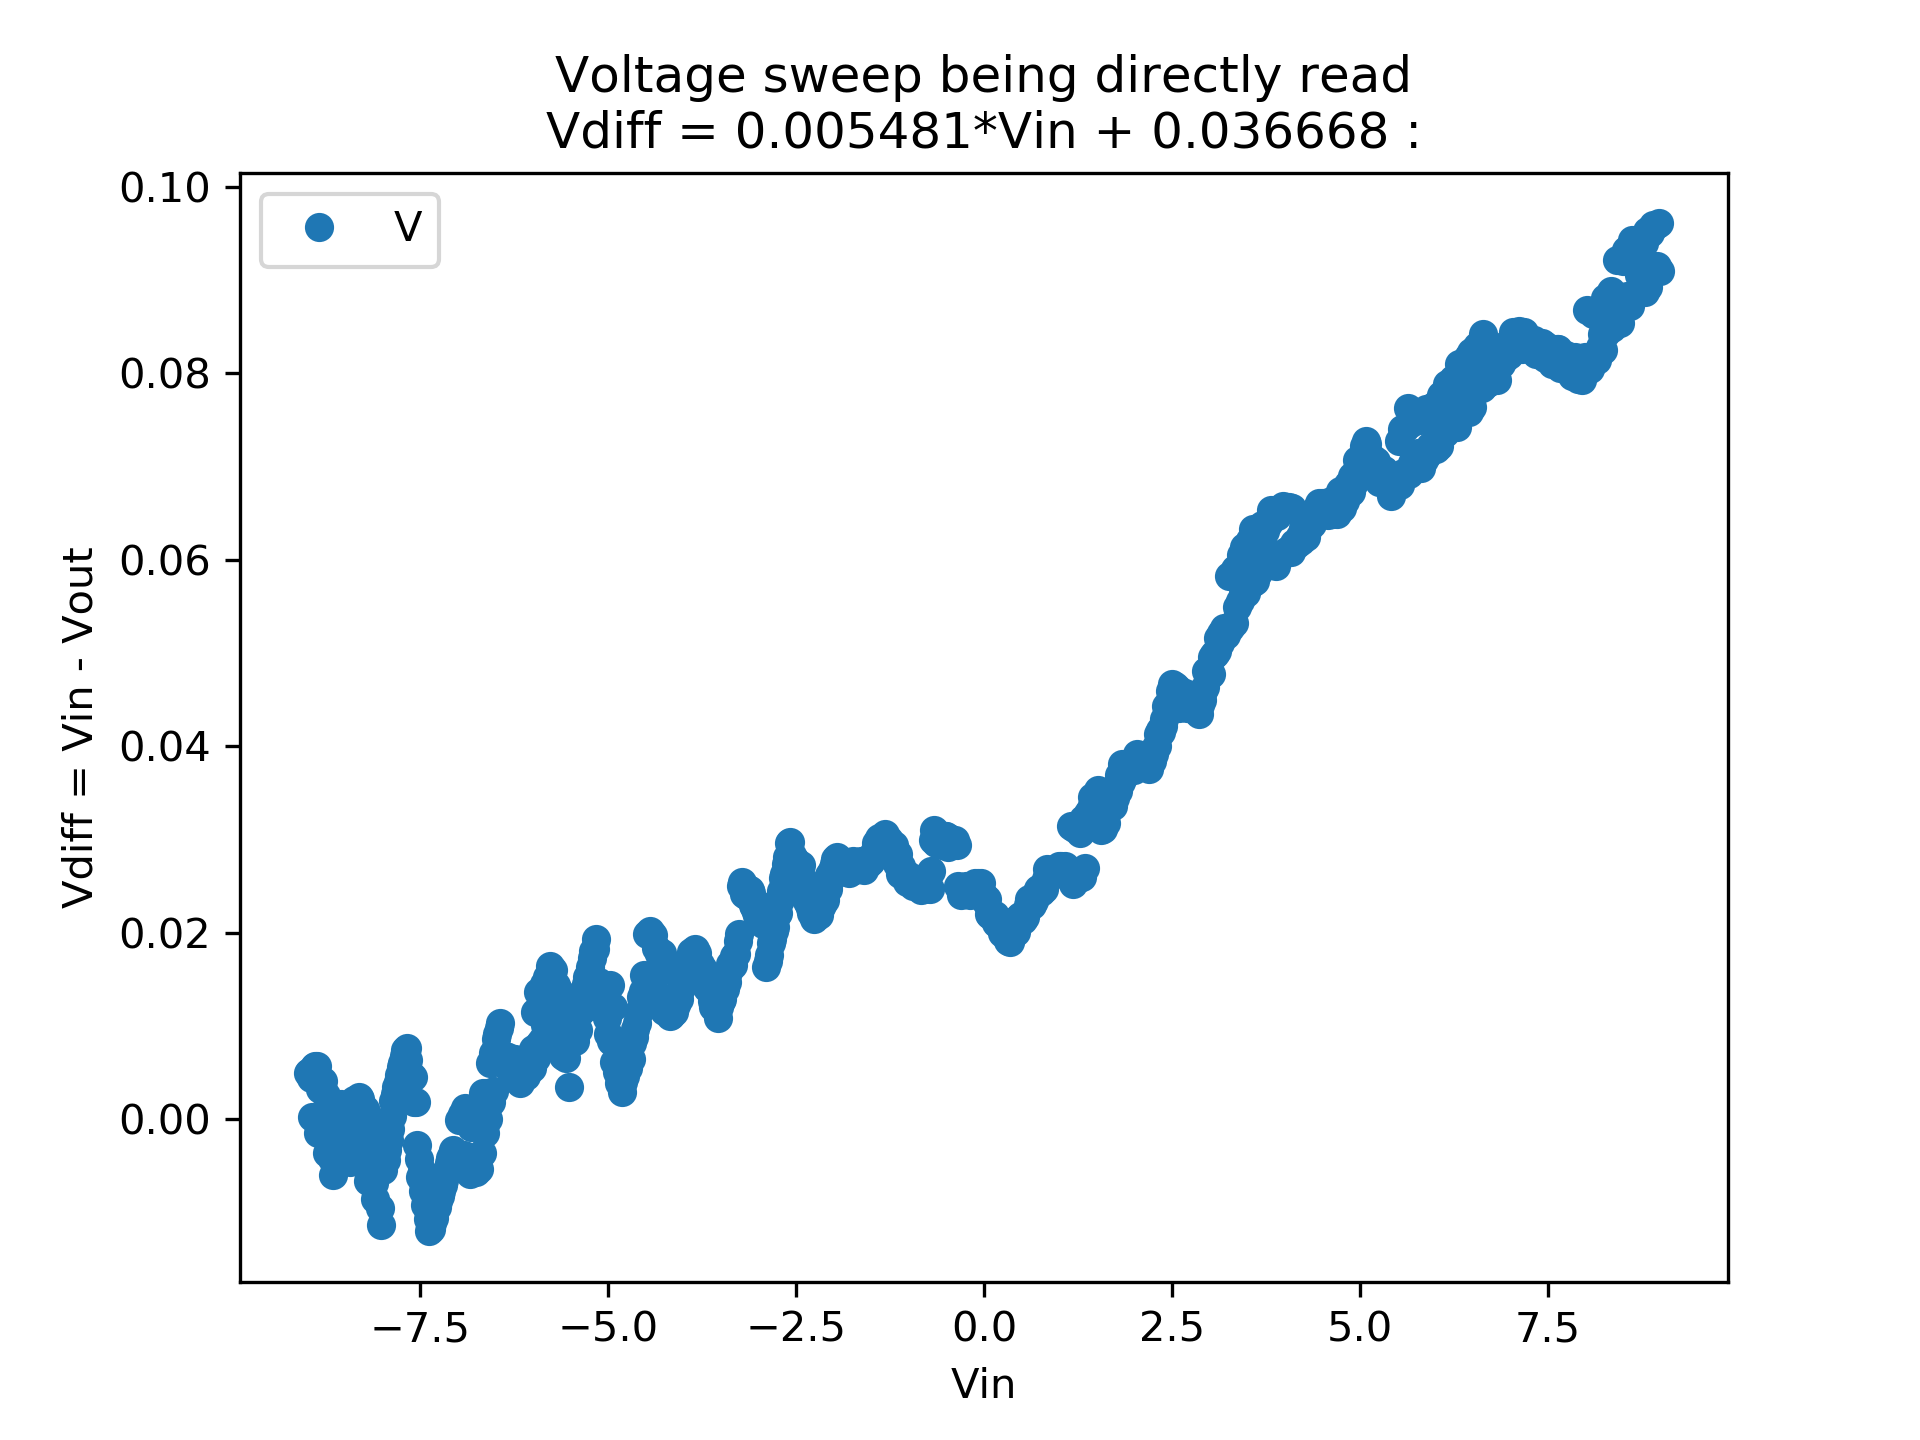 Voltage sweep being directly read
Vdiff = 0.005481*Vin + 0.036668 :
V
0.10
0.08
0.06
0.04
0.02
0.00
Vdiff = Vin - Vout
−7.5 −5.0 −2.5 0.0 2.5 5.0 7.5
Vin